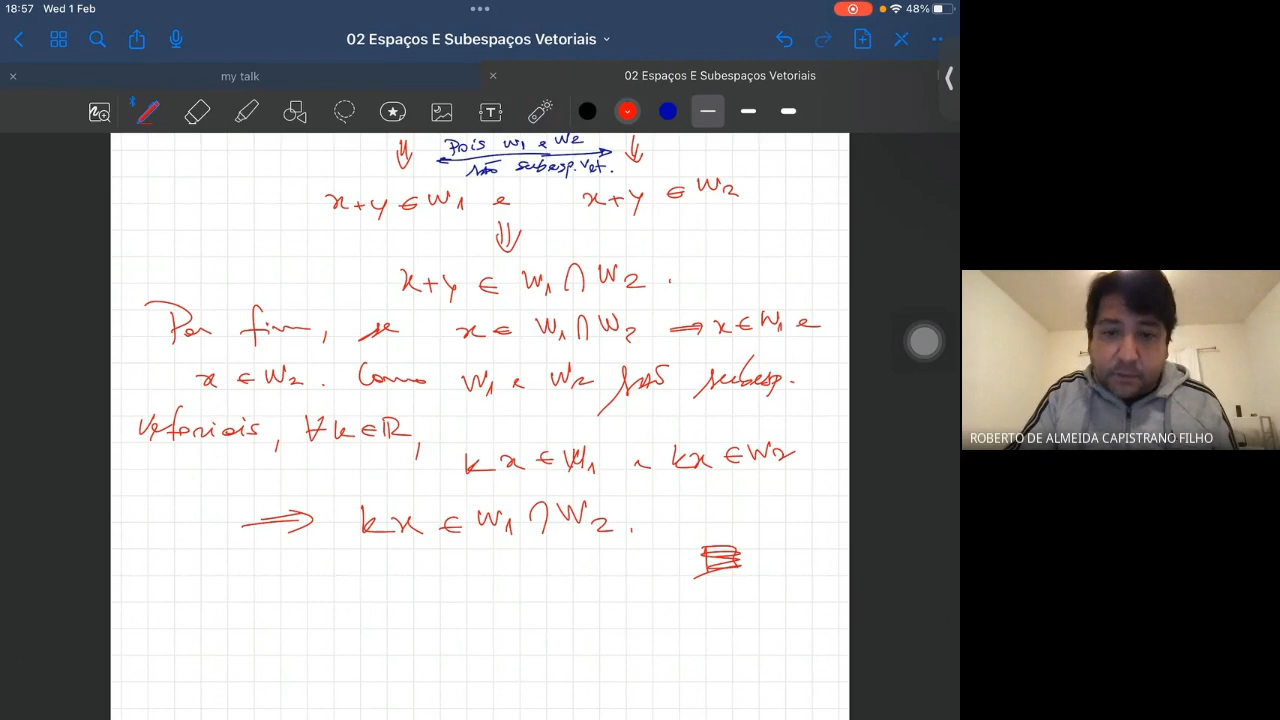 18:57 Wed 1 Feb
48%
02 Espaços E Subespaços Vetoriais
my talk
02 Espaços E Subespaços Vetoriais
Pois W1 e W2
são subesp. vet.
⇓ ⇓
x+y ∈ W1 e x+y ∈ W2
⇓
x+y ∈ W1 ∩ W2 .
Por fim, se x ∈ W1 ∩ W2 ⇒ x ∈ W1 e
x ∈ W2 . Como W1 e W2 são subesp.
vetoriais, ∀k∈ℝ,
kx ∈ W1 e kx ∈ W2
⇒ kx ∈ W1 ∩ W2 .
ROBERTO DE ALMEIDA CAPISTRANO FILHO